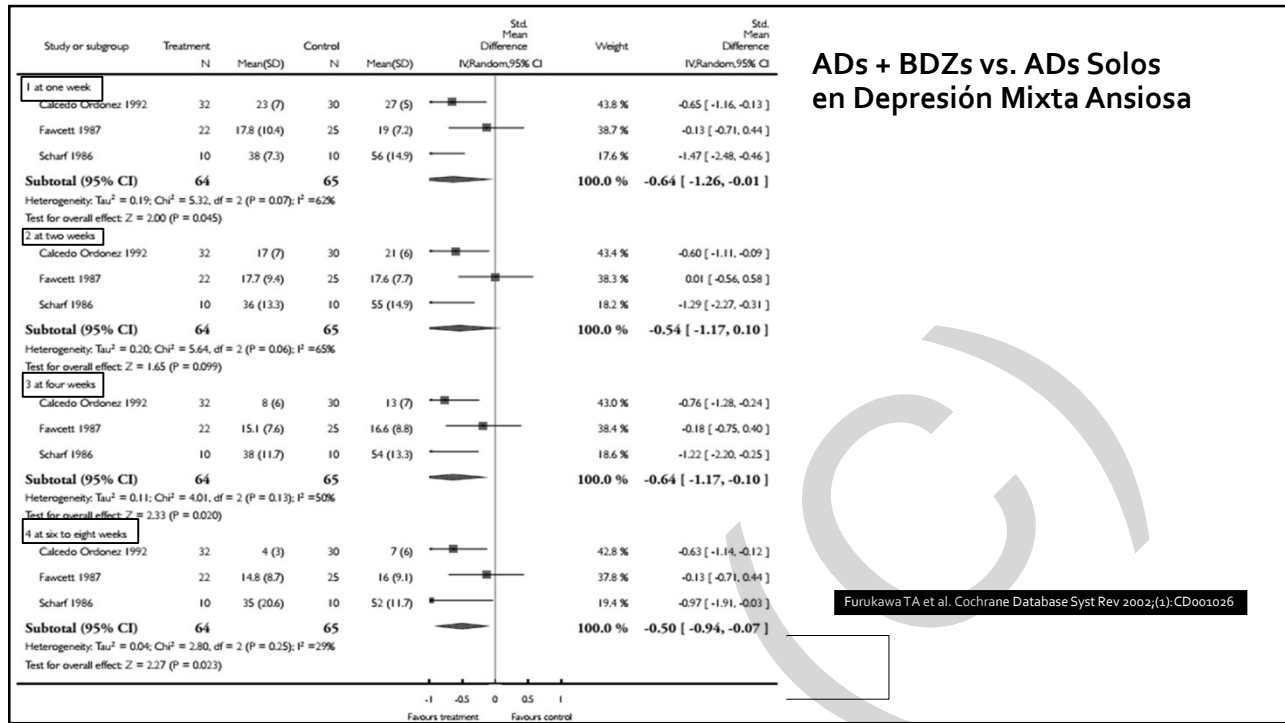 Std.
Mean
Difference
Std.
Mean
Difference
Study or subgroup Treatment Control Weight
N Mean(SD) N Mean(SD) IV,Random,95% CI IV,Random,95% CI
1 at one week
Calcedo Ordonez 1992 32 23 (7) 30 27 (5) 43.8 % -0.65 [ -1.16, -0.13 ]
Fawcett 1987 22 17.8 (10.4) 25 19 (7.2) 38.7 % -0.13 [ -0.71, 0.44 ]
Scharf 1986 10 38 (7.3) 10 56 (14.9) 17.6 % -1.47 [ -2.48, -0.46 ]
Subtotal (95% CI) 64 65 100.0 % -0.64 [ -1.26, -0.01 ]
Heterogeneity: Tau² = 0.19; Chi² = 5.32, df = 2 (P = 0.07); I² =62%
Test for overall effect: Z = 2.00 (P = 0.045)
2 at two weeks
Calcedo Ordonez 1992 32 17 (7) 30 21 (6) 43.4 % -0.60 [ -1.11, -0.09 ]
Fawcett 1987 22 17.7 (9.4) 25 17.6 (7.7) 38.3 % 0.01 [ -0.56, 0.58 ]
Scharf 1986 10 36 (13.3) 10 55 (14.9) 18.2 % -1.29 [ -2.27, -0.31 ]
Subtotal (95% CI) 64 65 100.0 % -0.54 [ -1.17, 0.10 ]
Heterogeneity: Tau² = 0.20; Chi² = 5.64, df = 2 (P = 0.06); I² =65%
Test for overall effect: Z = 1.65 (P = 0.099)
3 at four weeks
Calcedo Ordonez 1992 32 8 (6) 30 13 (7) 43.0 % -0.76 [ -1.28, -0.24 ]
Fawcett 1987 22 15.1 (7.6) 25 16.6 (8.8) 38.4 % -0.18 [ -0.75, 0.40 ]
Scharf 1986 10 38 (11.7) 10 54 (13.3) 18.6 % -1.22 [ -2.20, -0.25 ]
Subtotal (95% CI) 64 65 100.0 % -0.64 [ -1.17, -0.10 ]
Heterogeneity: Tau² = 0.11; Chi² = 4.01, df = 2 (P = 0.13); I² =50%
Test for overall effect: Z = 2.33 (P = 0.020)
4 at six to eight weeks
Calcedo Ordonez 1992 32 4 (3) 30 7 (6) 42.8 % -0.63 [ -1.14, -0.12 ]
Fawcett 1987 22 14.8 (8.7) 25 16 (9.1) 37.8 % -0.13 [ -0.71, 0.44 ]
Scharf 1986 10 35 (20.6) 10 52 (11.7) 19.4 % -0.97 [ -1.91, -0.03 ]
Subtotal (95% CI) 64 65 100.0 % -0.50 [ -0.94, -0.07 ]
Heterogeneity: Tau² = 0.04; Chi² = 2.80, df = 2 (P = 0.25); I² =29%
Test for overall effect: Z = 2.27 (P = 0.023)
-1 -0.5 0 0.5 1
Favours treatment Favours control
ADs + BDZs vs. ADs Solos
en Depresión Mixta Ansiosa
Furukawa TA et al. Cochrane Database Syst Rev 2002;(1):CD001026
(C)